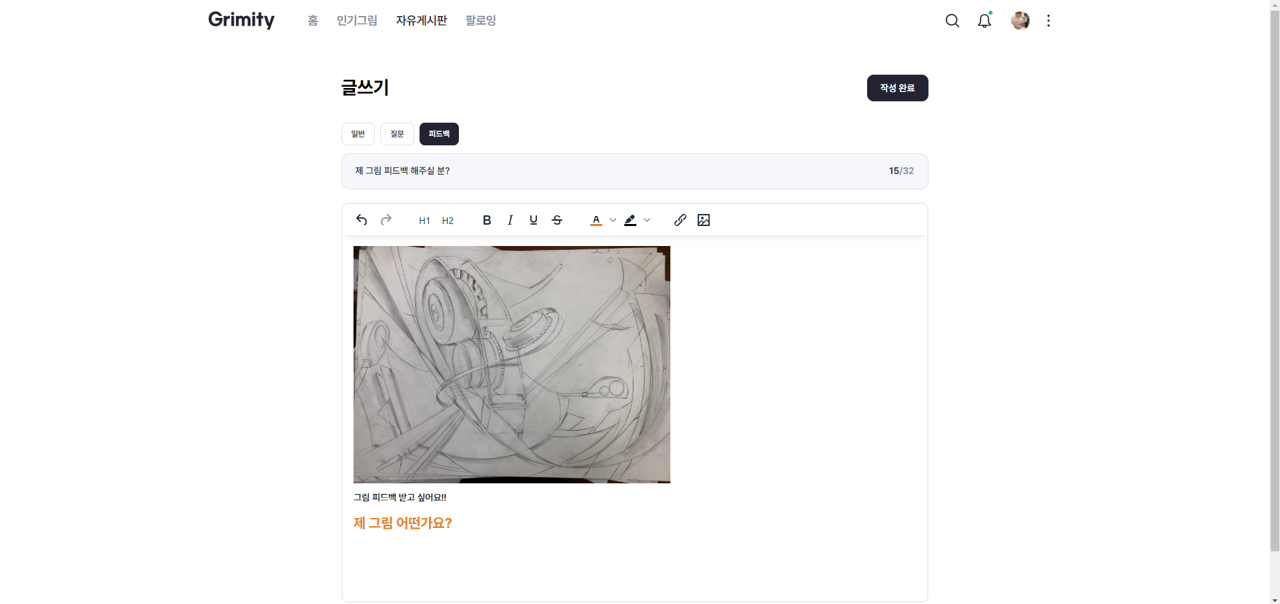 Grimity 홈 인기그림 자유게시판 팔로잉
글쓰기 작성 완료
일반 질문 피드백
제 그림 피드백 해주실 분? 15/32
H1 H2 B I U S A
그림 피드백 받고 싶어요!!
제 그림 어떤가요?